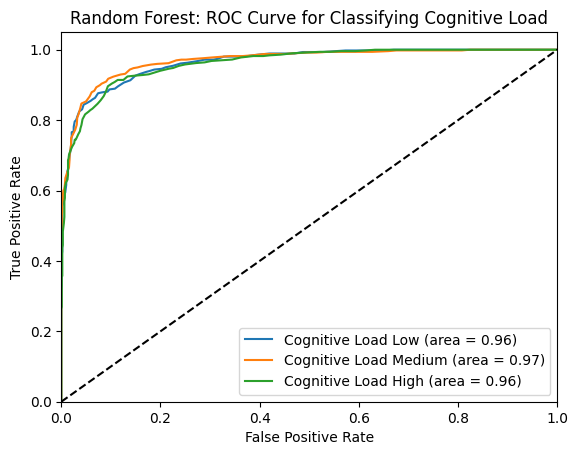 Random Forest: ROC Curve for Classifying Cognitive Load
True Positive Rate
1.0
0.8
0.6
0.4
0.2
0.0
Cognitive Load Low (area = 0.96)
Cognitive Load Medium (area = 0.97)
Cognitive Load High (area = 0.96)
0.0 0.2 0.4 0.6 0.8 1.0
False Positive Rate